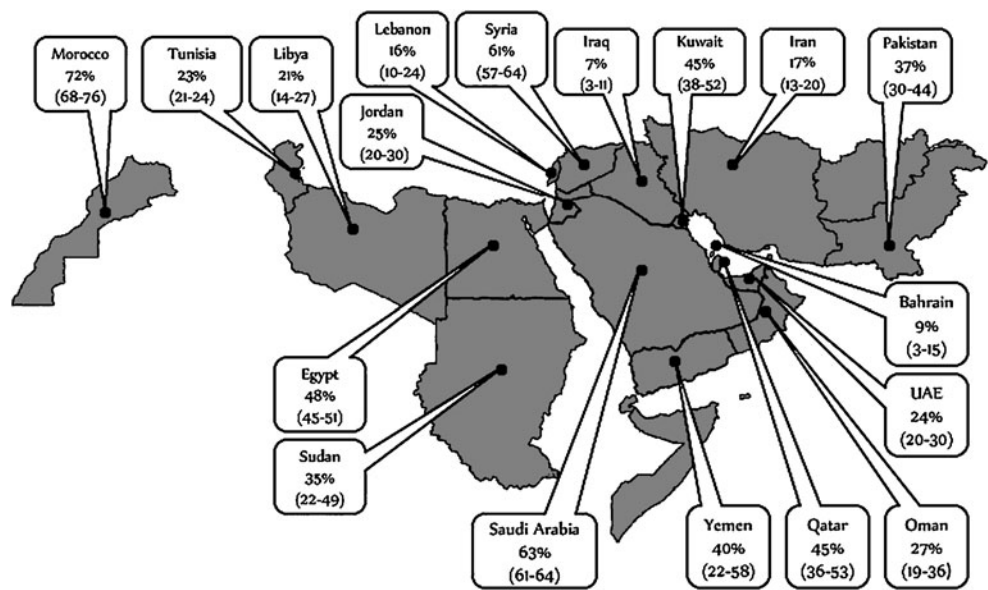 Morocco
72%
(68-76)
Tunisia
23%
(21-24)
Libya
21%
(14-27)
Lebanon
16%
(10-24)
Syria
61%
(57-64)
Iraq
7%
(3-11)
Kuwait
45%
(38-52)
Iran
17%
(13-20)
Pakistan
37%
(30-44)
Jordan
25%
(20-30)
Bahrain
9%
(3-15)
Egypt
48%
(45-51)
UAE
24%
(20-30)
Sudan
35%
(22-49)
Saudi Arabia
63%
(61-64)
Yemen
40%
(22-58)
Qatar
45%
(36-53)
Oman
27%
(19-36)